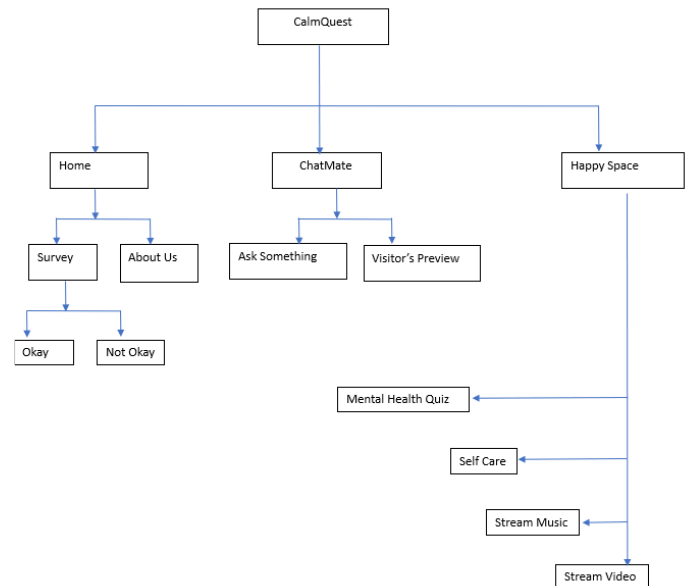 CalmQuest
Home
ChatMate
Happy Space
Survey
About Us
Ask Something
Visitor’s Preview
Okay
Not Okay
Mental Health Quiz
Self Care
Stream Music
Stream Video